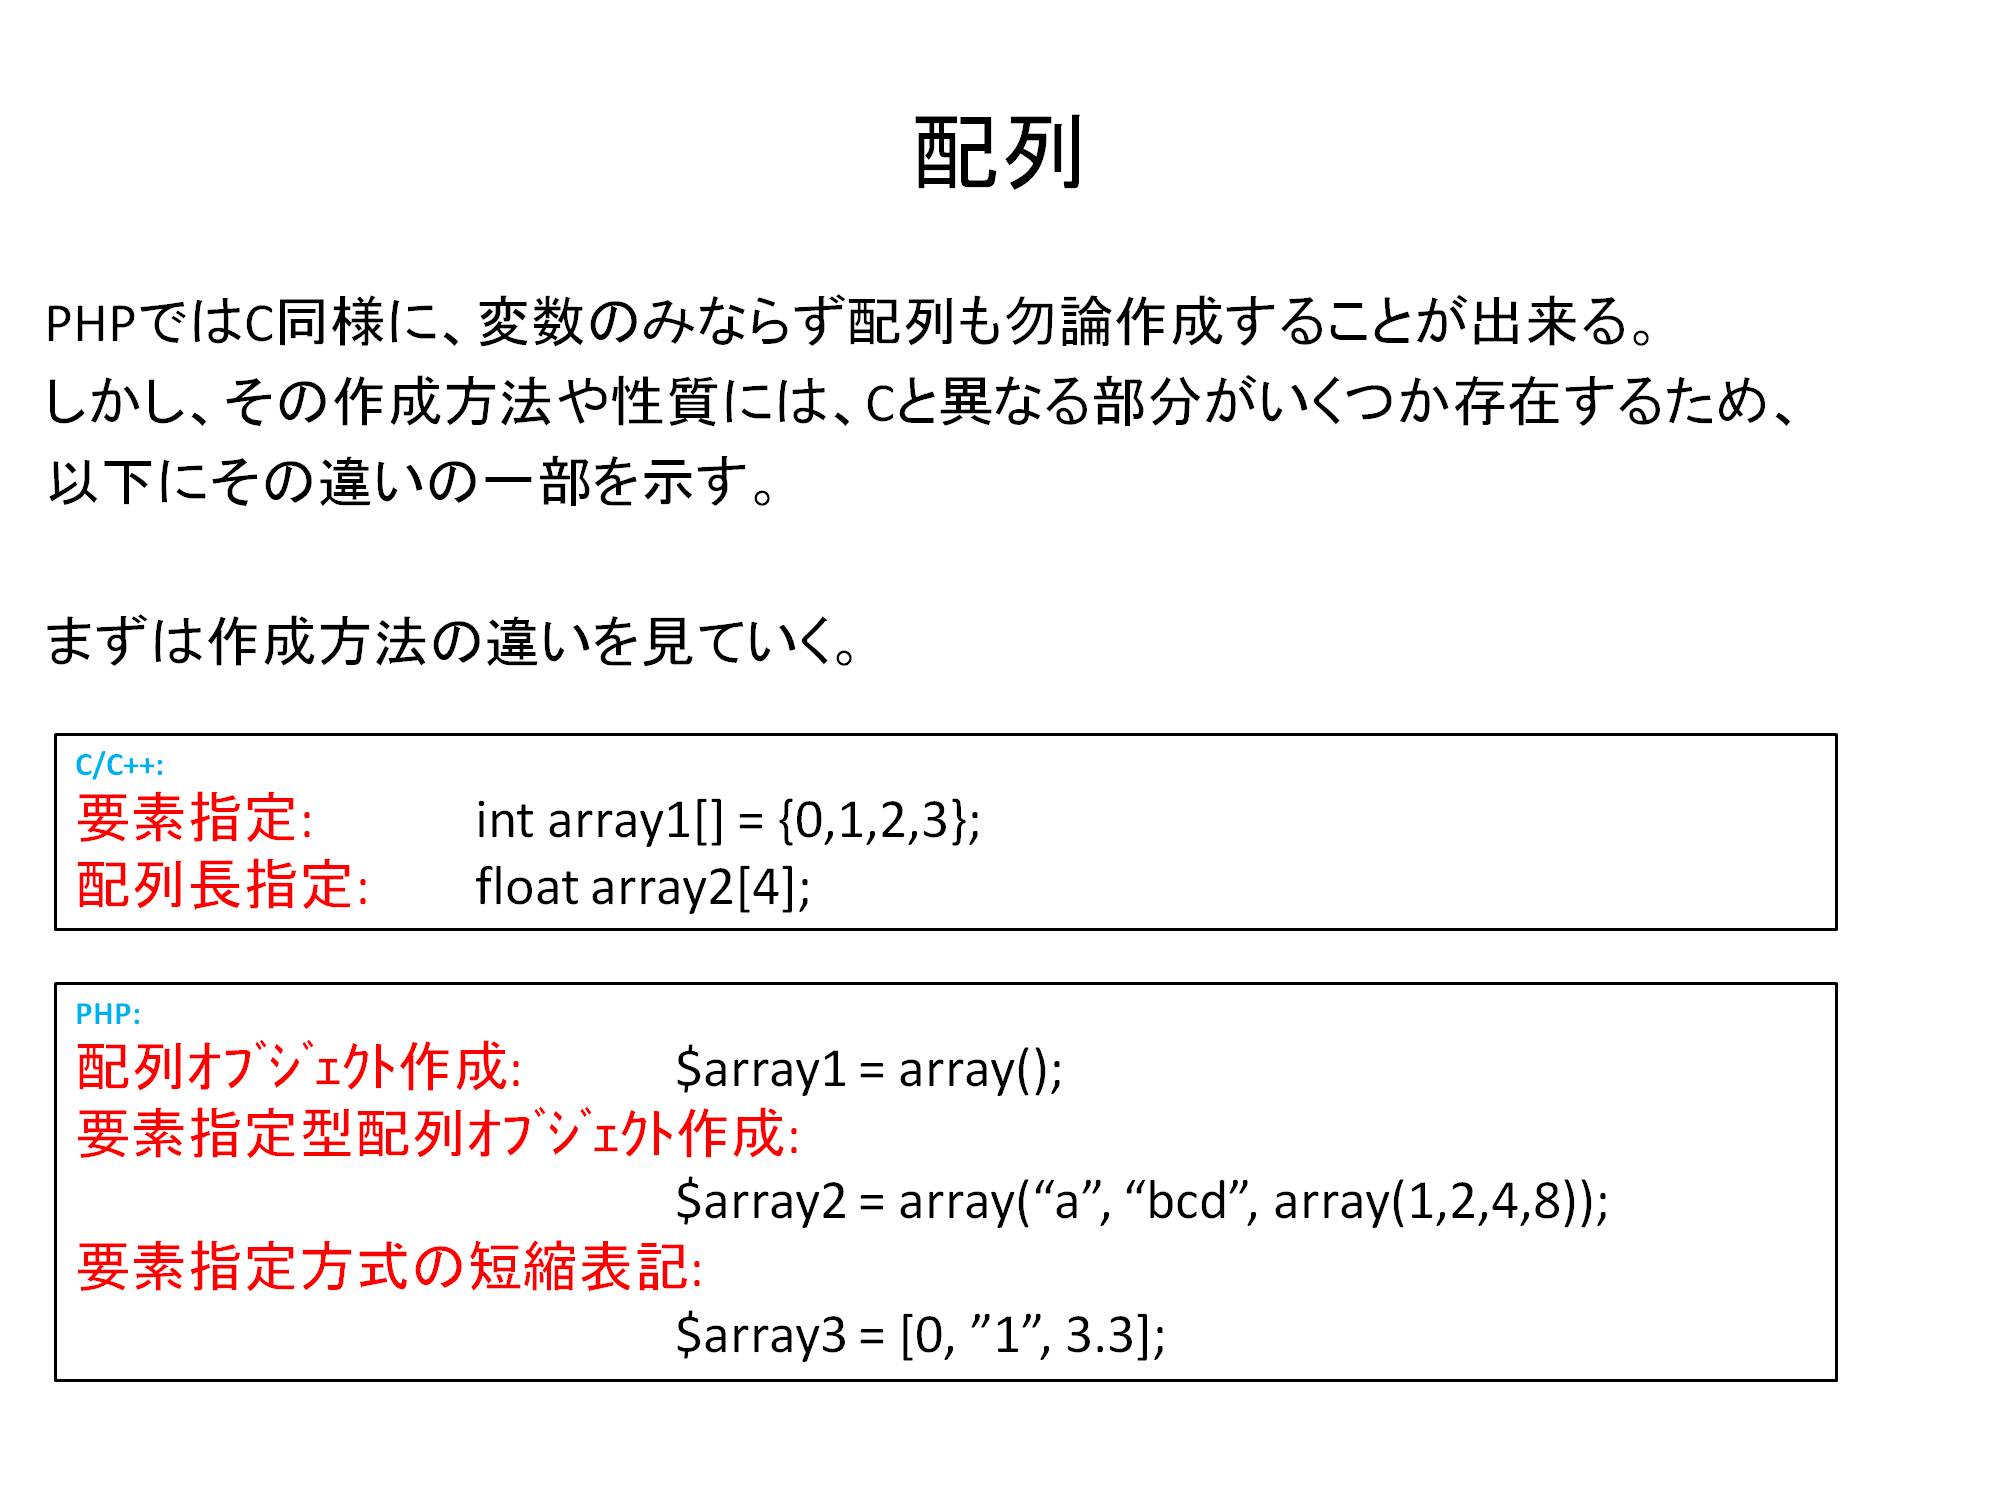 配列
PHPではC同様に、変数のみならず配列も勿論作成することが出来る。
しかし、その作成方法や性質には、Cと異なる部分がいくつか存在するため、
以下にその違いの一部を示す。
まずは作成方法の違いを見ていく。
C/C++:
要素指定: int array1[] = {0,1,2,3};
配列長指定: float array2[4];
PHP:
配列ｵﾌﾞｼﾞｪｸﾄ作成: $array1 = array();
要素指定型配列ｵﾌﾞｼﾞｪｸﾄ作成:
$array2 = array(“a”, “bcd”, array(1,2,4,8));
要素指定方式の短縮表記:
$array3 = [0, ”1”, 3.3];